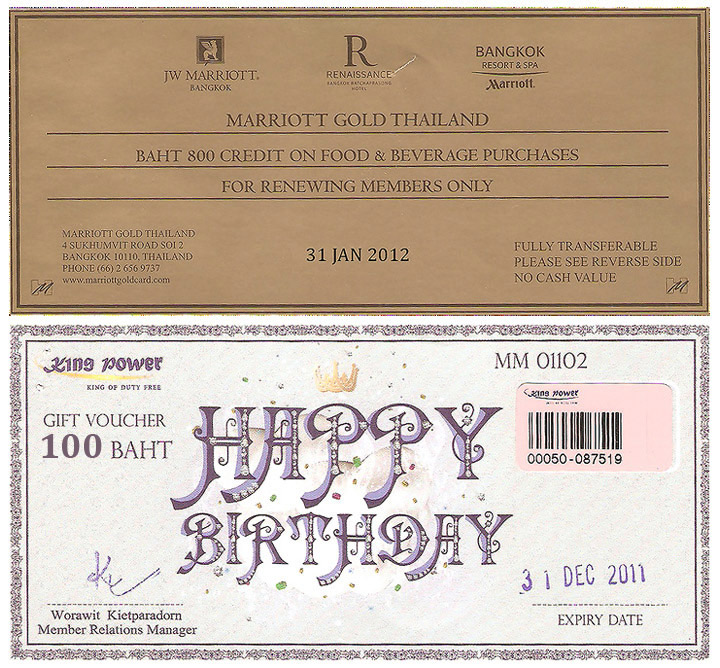 JW MARRIOTT®
BANGKOK
R
RENAISSANCE®
BANGKOK RATCHAPRASONG
HOTEL
BANGKOK
RESORT & SPA
Marriott.
MARRIOTT GOLD THAILAND
BAHT 800 CREDIT ON FOOD & BEVERAGE PURCHASES
FOR RENEWING MEMBERS ONLY
MARRIOTT GOLD THAILAND
4 SUKHUMVIT ROAD SOI 2
BANGKOK 10110, THAILAND
PHONE (66) 2 656 9737
www.marriottgoldcard.com
31 JAN 2012
FULLY TRANSFERABLE
PLEASE SEE REVERSE SIDE
NO CASH VALUE
M
M
King Power
KING OF DUTY FREE
MM 01102
GIFT VOUCHER
100 BAHT
King Power
00050-087519
HAPPY
BIRTHDAY
31 DEC 2011
Worawit Kietparadorn
Member Relations Manager
EXPIRY DATE